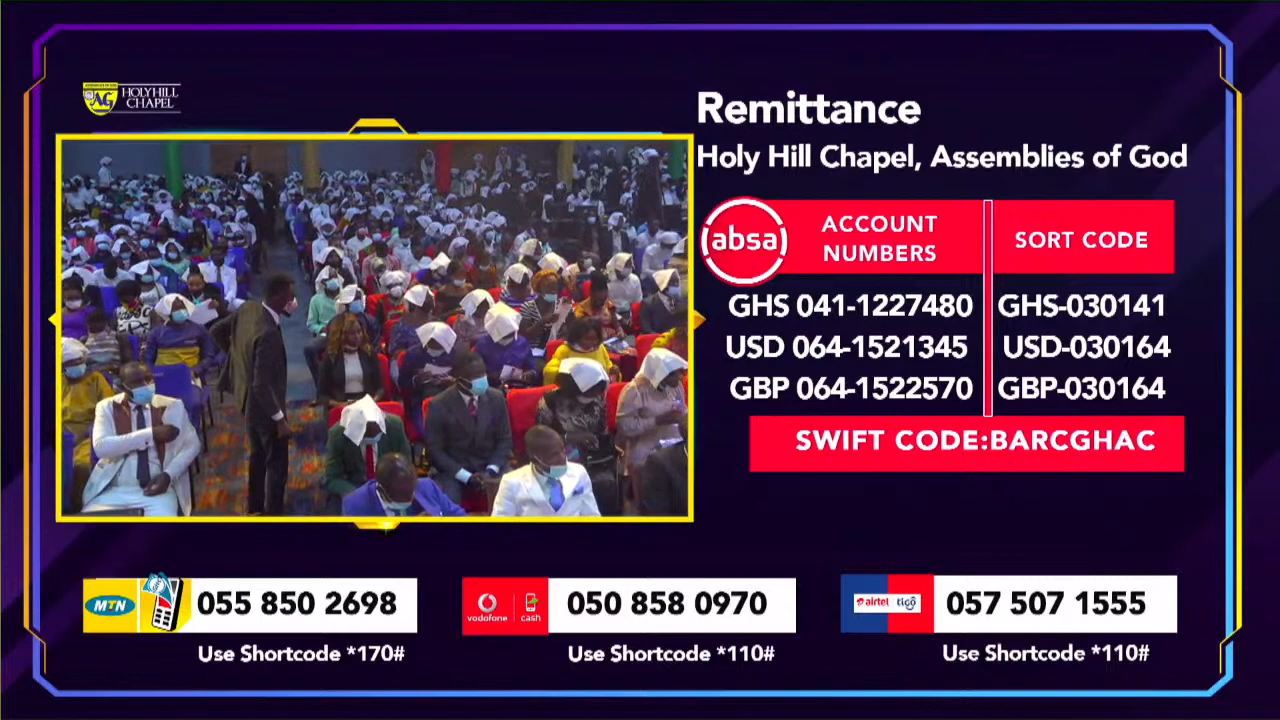 HOLYHILL
CHAPEL
AG
Remittance
Holy Hill Chapel, Assemblies of God
absa
ACCOUNT
NUMBERS
SORT CODE
GHS 041-1227480 GHS-030141
USD 064-1521345 USD-030164
GBP 064-1522570 GBP-030164
SWIFT CODE:BARCGHAC
MTN
055 850 2698
Use Shortcode *170#
vodofone cash
050 858 0970
Use Shortcode *110#
airtel tigo
057 507 1555
Use Shortcode *110#